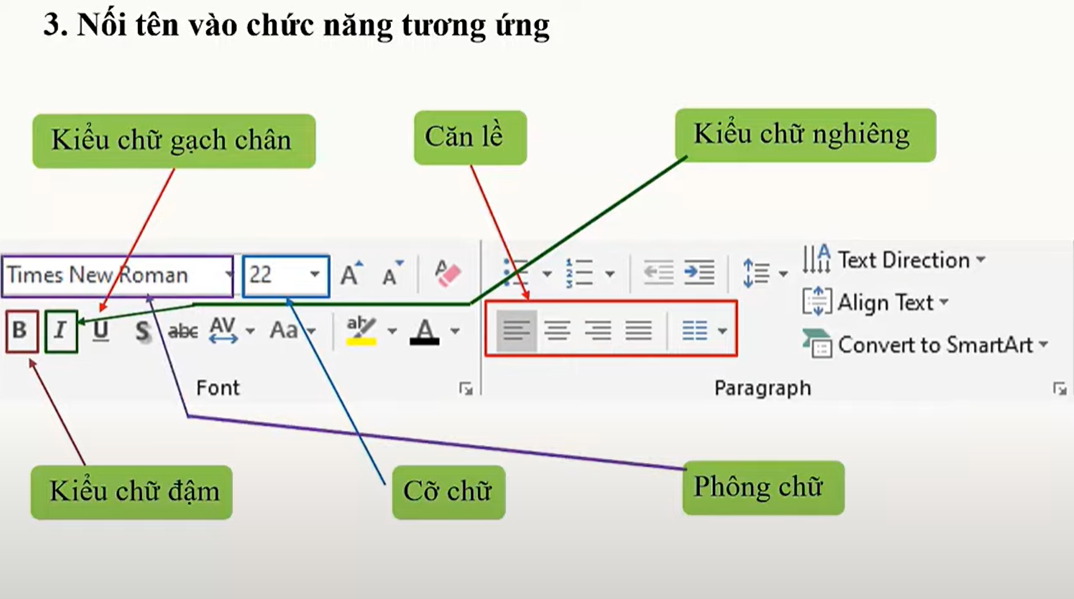 3. Nối tên vào chức năng tương ứng
Kiểu chữ gạch chân
Căn lề
Kiểu chữ nghiêng
Times New Roman
22
A A A
Text Direction
B I U S abc AV Aa ab A
Align Text
Convert to SmartArt
Font
Paragraph
Kiểu chữ đậm
Cỡ chữ
Phông chữ